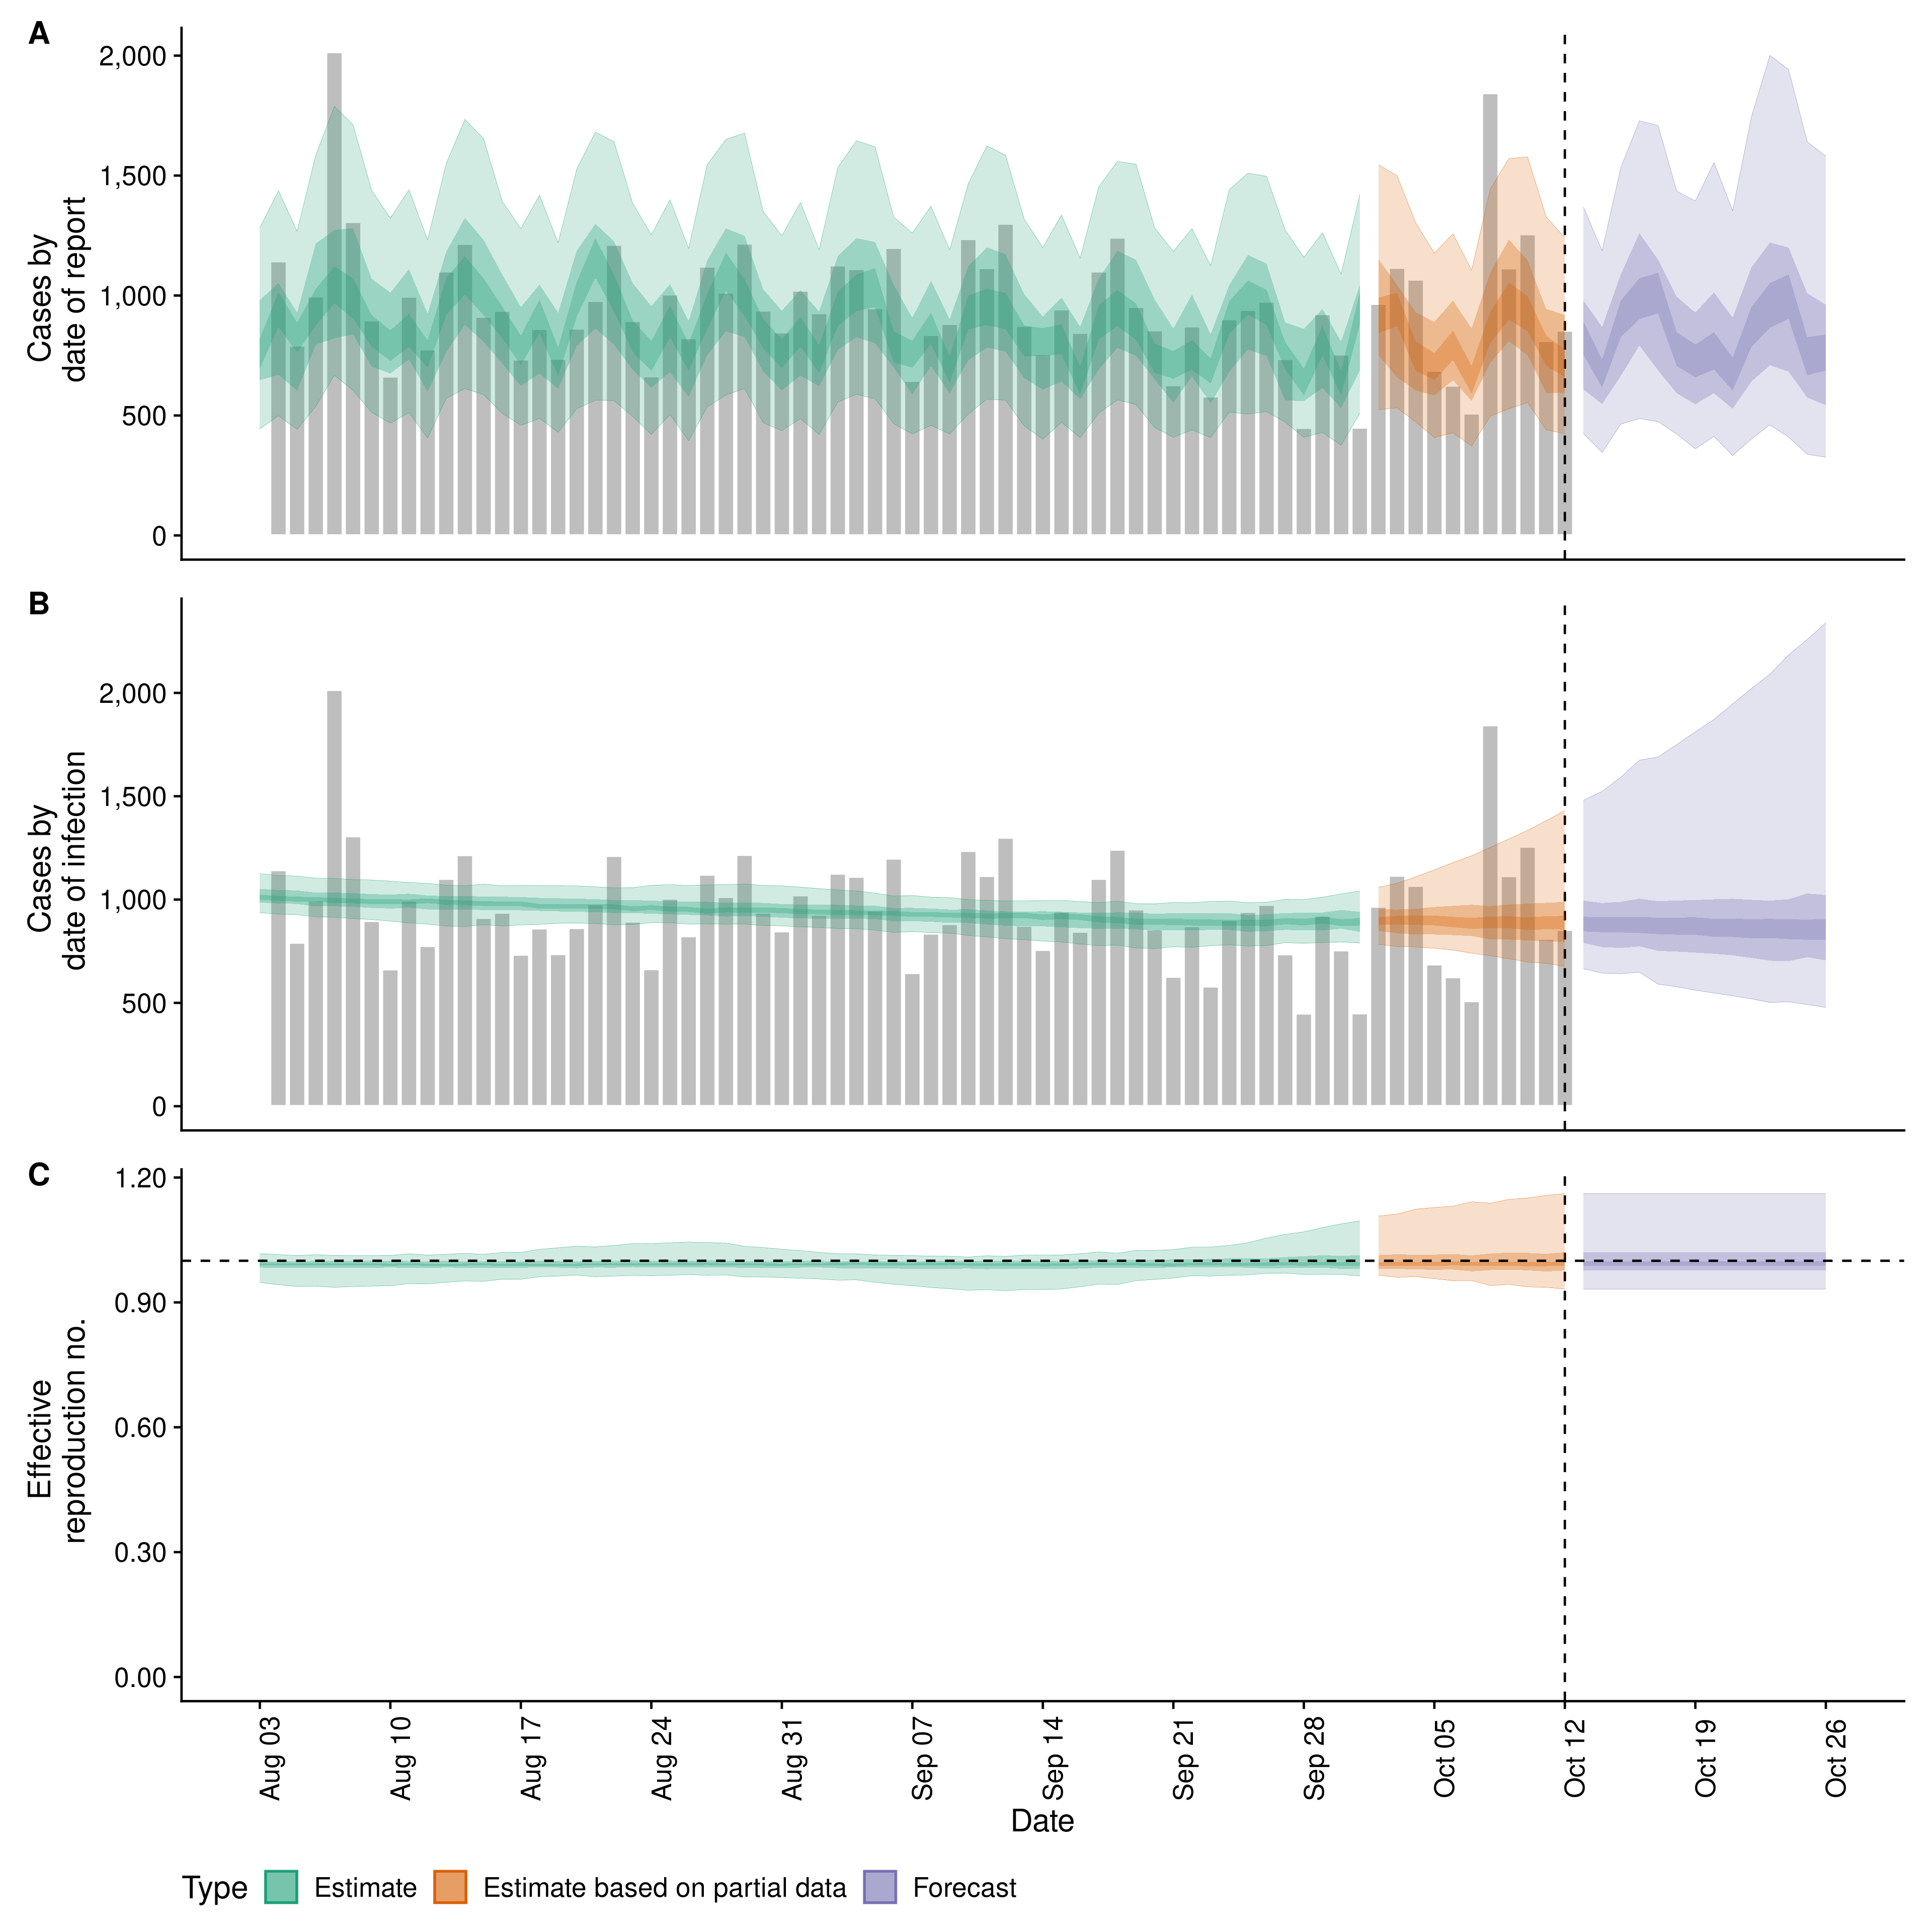 A
Cases by
date of report
2,000
1,500
1,000
500
0
B
Cases by
date of infection
2,000
1,500
1,000
500
0
C
Effective
reproduction no.
1.20
0.90
0.60
0.30
0.00
Aug 03
Aug 10
Aug 17
Aug 24
Aug 31
Sep 07
Sep 14
Sep 21
Sep 28
Oct 05
Oct 12
Oct 19
Oct 26
Date
Type Estimate Estimate based on partial data Forecast